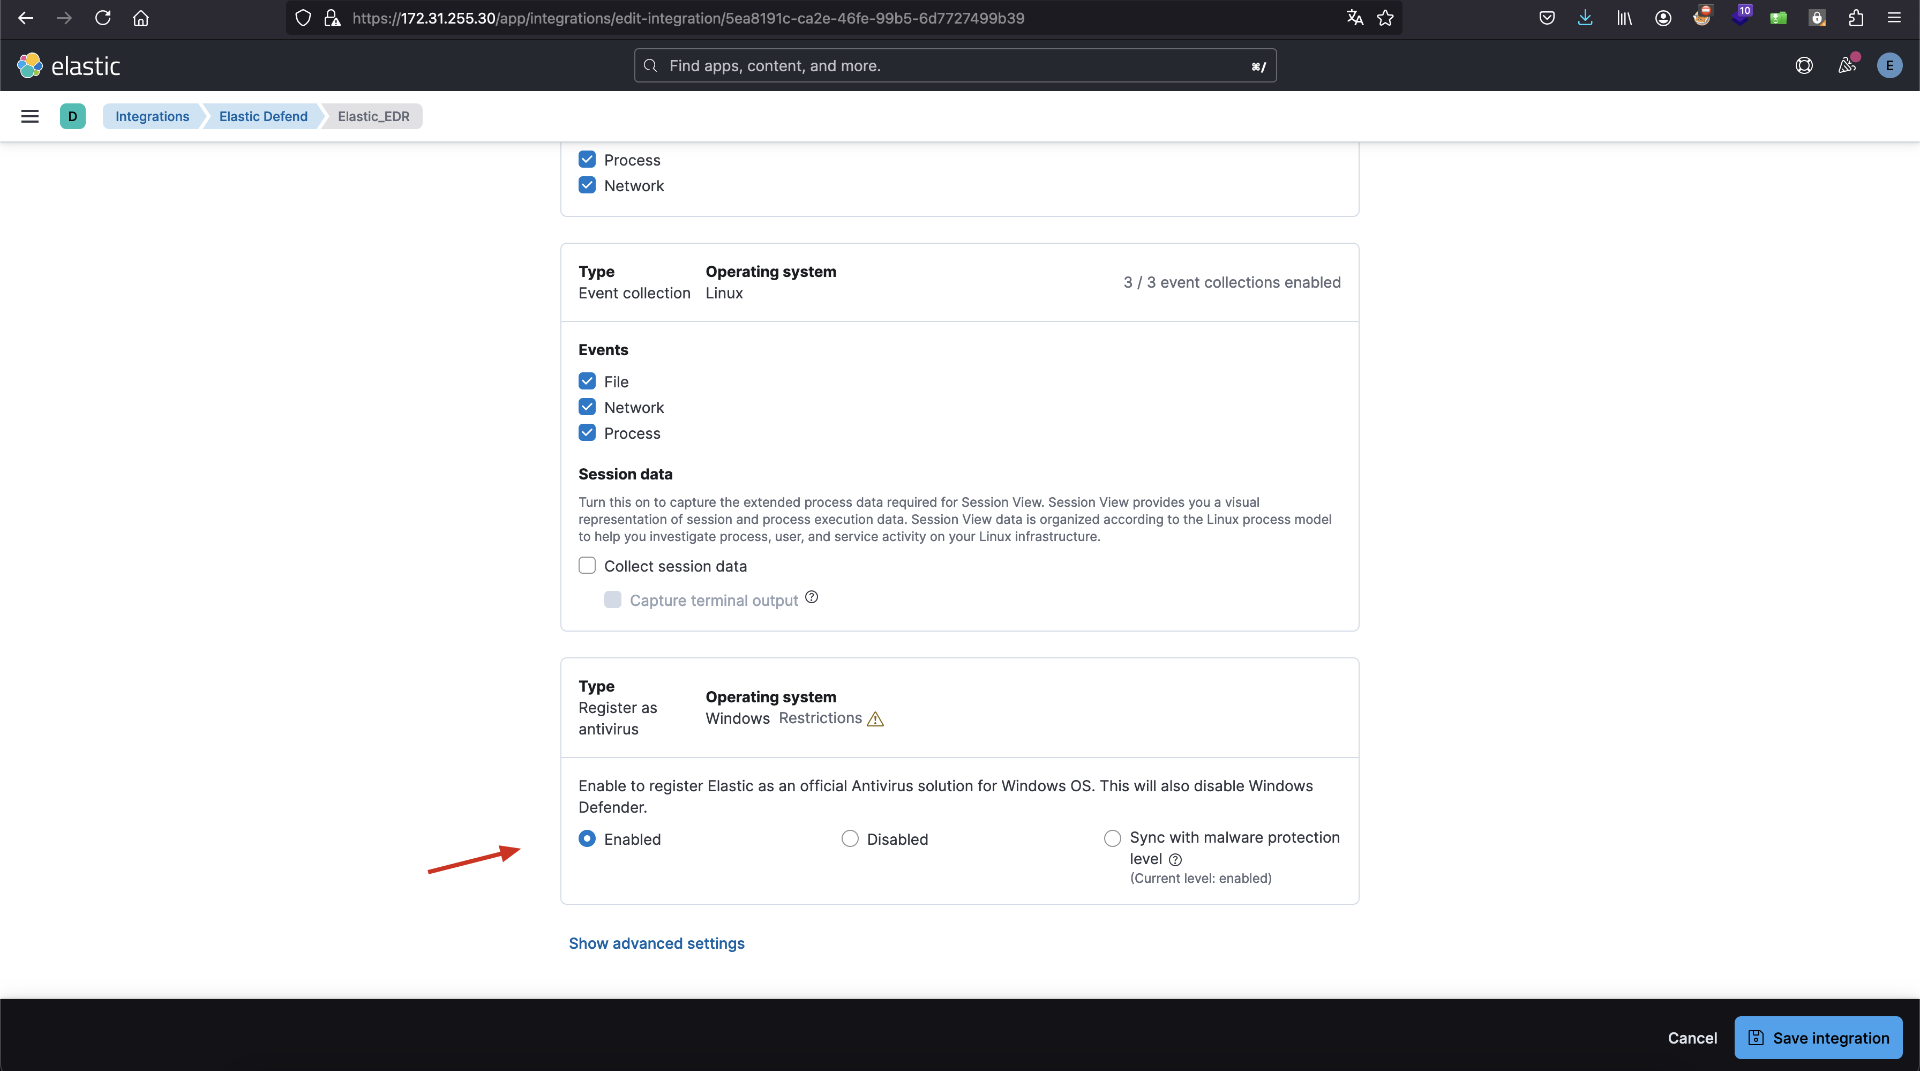 https://172.31.255.30/app/integrations/edit-integration/5ea8191c-ca2e-46fe-99b5-6d7727499b39
10
elastic
Find apps, content, and more.
⌘/
E
D
Integrations
Elastic Defend
Elastic_EDR
Process
Network
Type
Operating system
Event collection
Linux
3 / 3 event collections enabled
Events
File
Network
Process
Session data
Turn this on to capture the extended process data required for Session View. Session View provides you a visual
representation of session and process execution data. Session View data is organized according to the Linux process model
to help you investigate process, user, and service activity on your Linux infrastructure.
Collect session data
Capture terminal output
Type
Register as
antivirus
Operating system
Windows Restrictions
Enable to register Elastic as an official Antivirus solution for Windows OS. This will also disable Windows
Defender.
Enabled
Disabled
Sync with malware protection
level
(Current level: enabled)
Show advanced settings
Cancel
Save integration